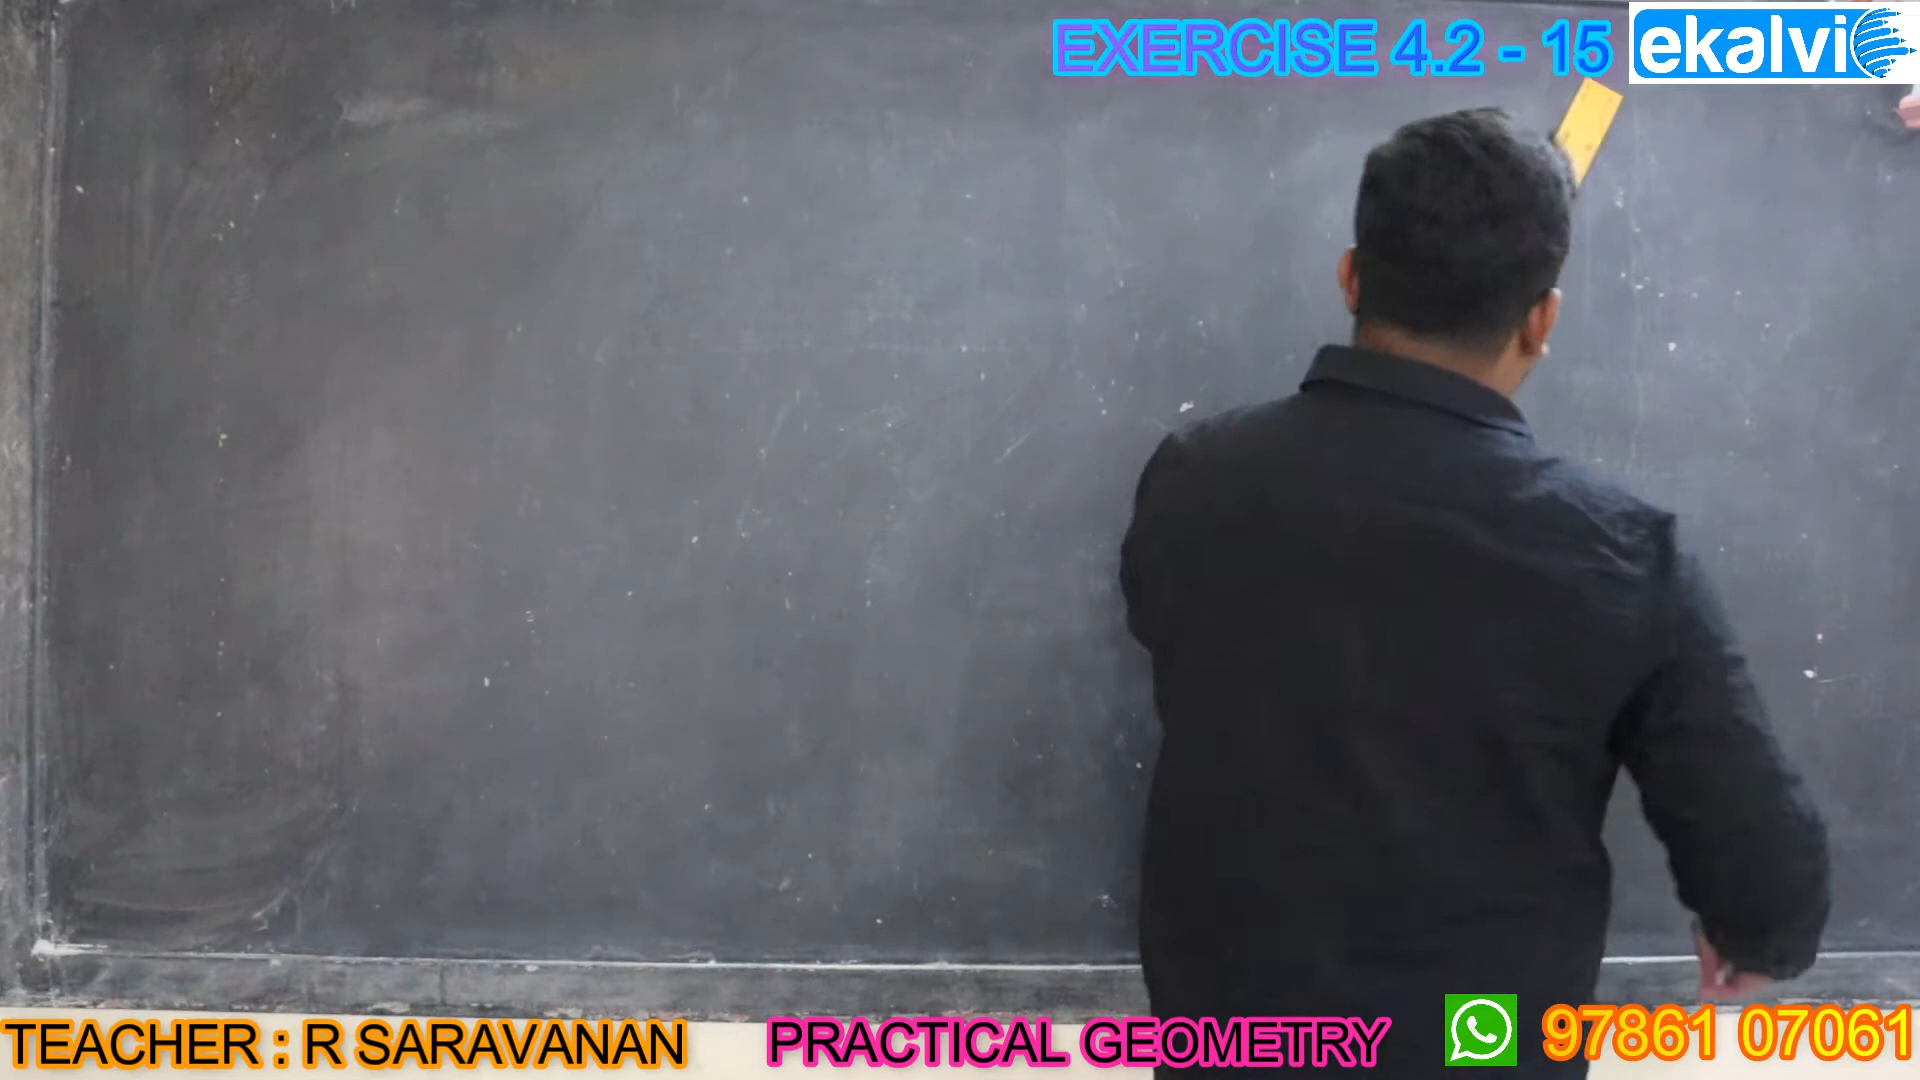 EXERCISE 4.2 - 15
ekalvi
TEACHER : R SARAVANAN
PRACTICAL GEOMETRY
97861 07061